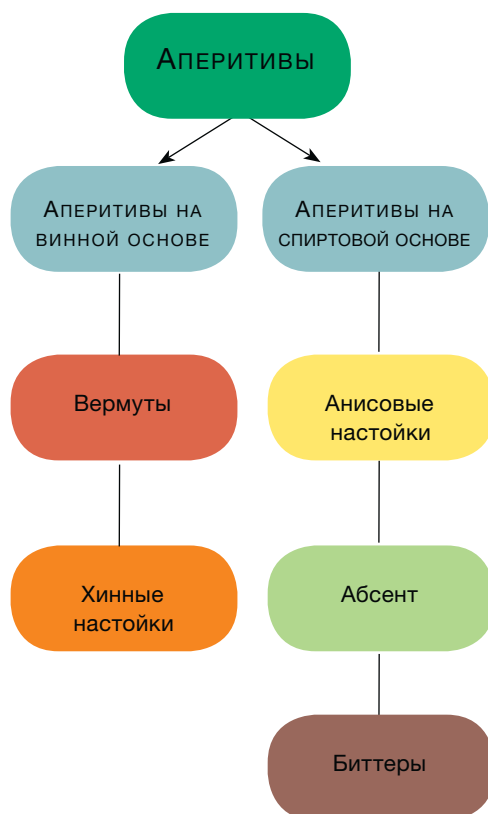 Аперитивы
Аперитивы на
винной основе
Аперитивы на
спиртовой основе
Вермуты
Хинные
настойки
Анисовые
настойки
Абсент
Биттеры